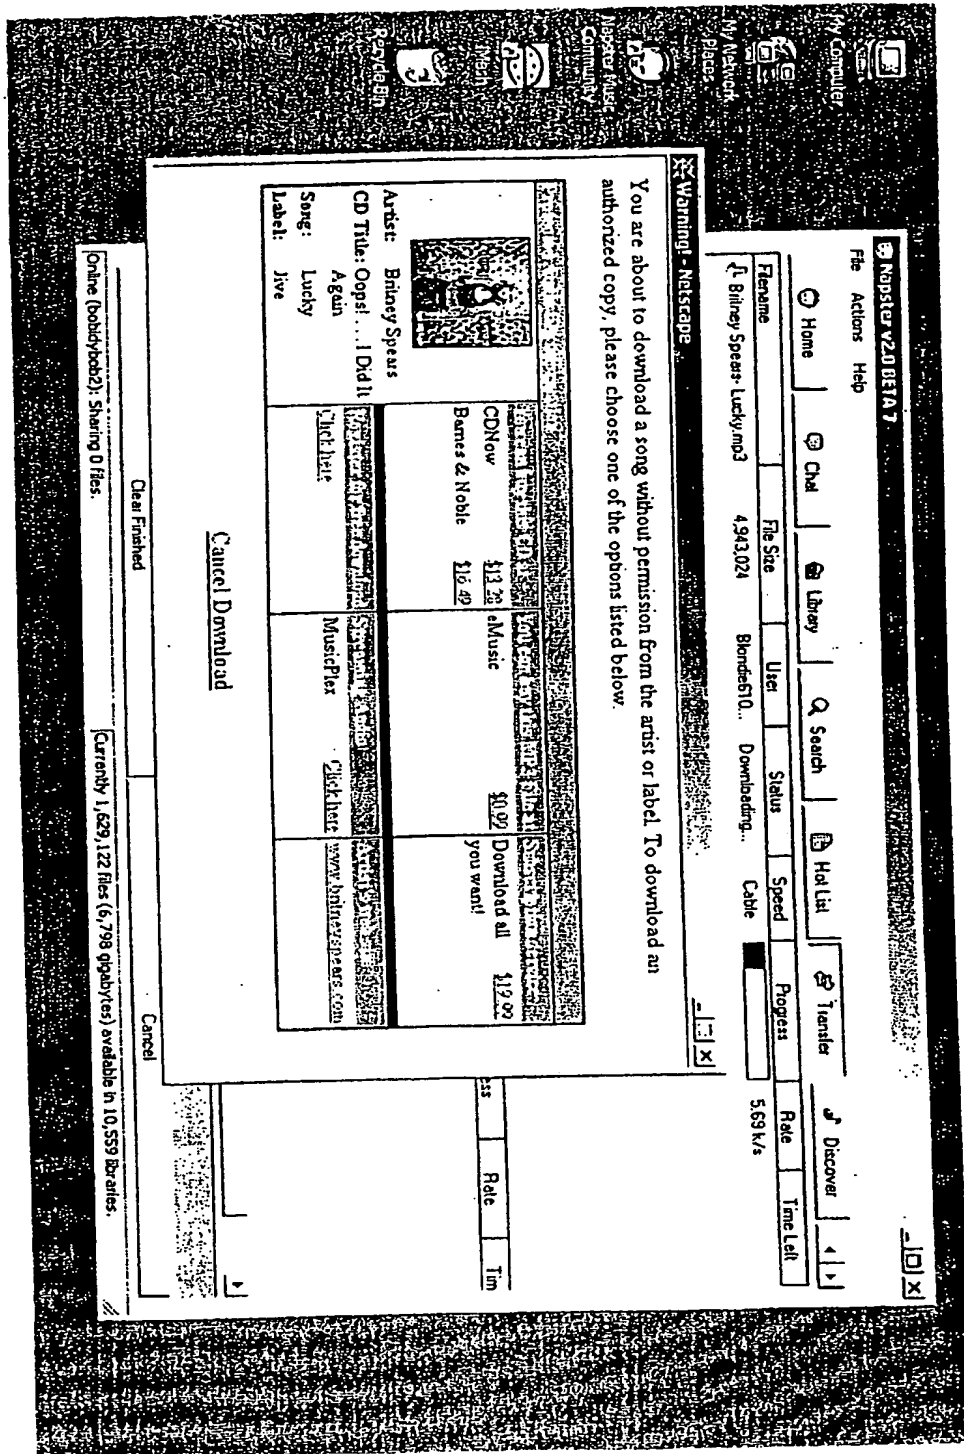 My Computer
My Network
Places
Napster Music
Community
Recycle Bin
Napster v2.0 BETA 7
File Actions Help
Home Chat Library Search Hot List Transfer Discover
Filename File Size User Status Speed Progress Rate Time Left
Britney Spears- Lucky.mp3 4,943,024 Blondie610... Downloading... Cable 5.69 k/s
Warning! - Netscape
You are about to download a song without permission from the artist or label. To download an
authorized copy, please choose one of the options listed below.
Artist: Britney Spears
CD Title: Oops! . . . I Did It
Again
Song: Lucky
Label: Jive
CDNow $13.28
Barnes & Noble $16.49
eMusic $0.99
Download all $19.99
you want!
Click here
MusicPlex Click here
www.britneyspears.com
Cancel Download
ess Rate Tim
Clear Finished Cancel
Online (bobidybob2): Sharing 0 files.
Currently 1,629,122 files (6,798 gigabytes) available in 10,559 libraries.